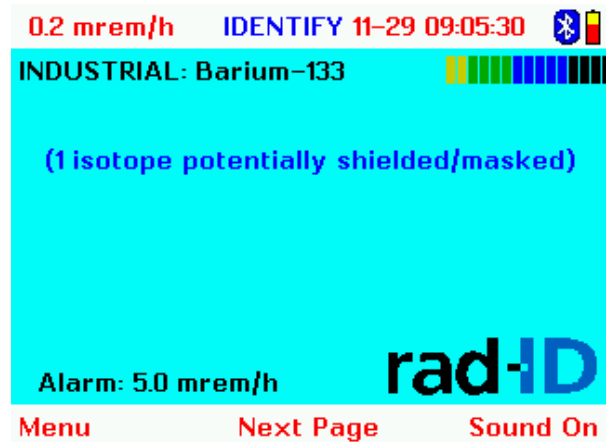 0.2 mrem/h IDENTIFY 11-29 09:05:30
INDUSTRIAL: Barium-133
(1 isotope potentially shielded/masked)
rad-ID
Alarm: 5.0 mrem/h
Menu Next Page Sound On